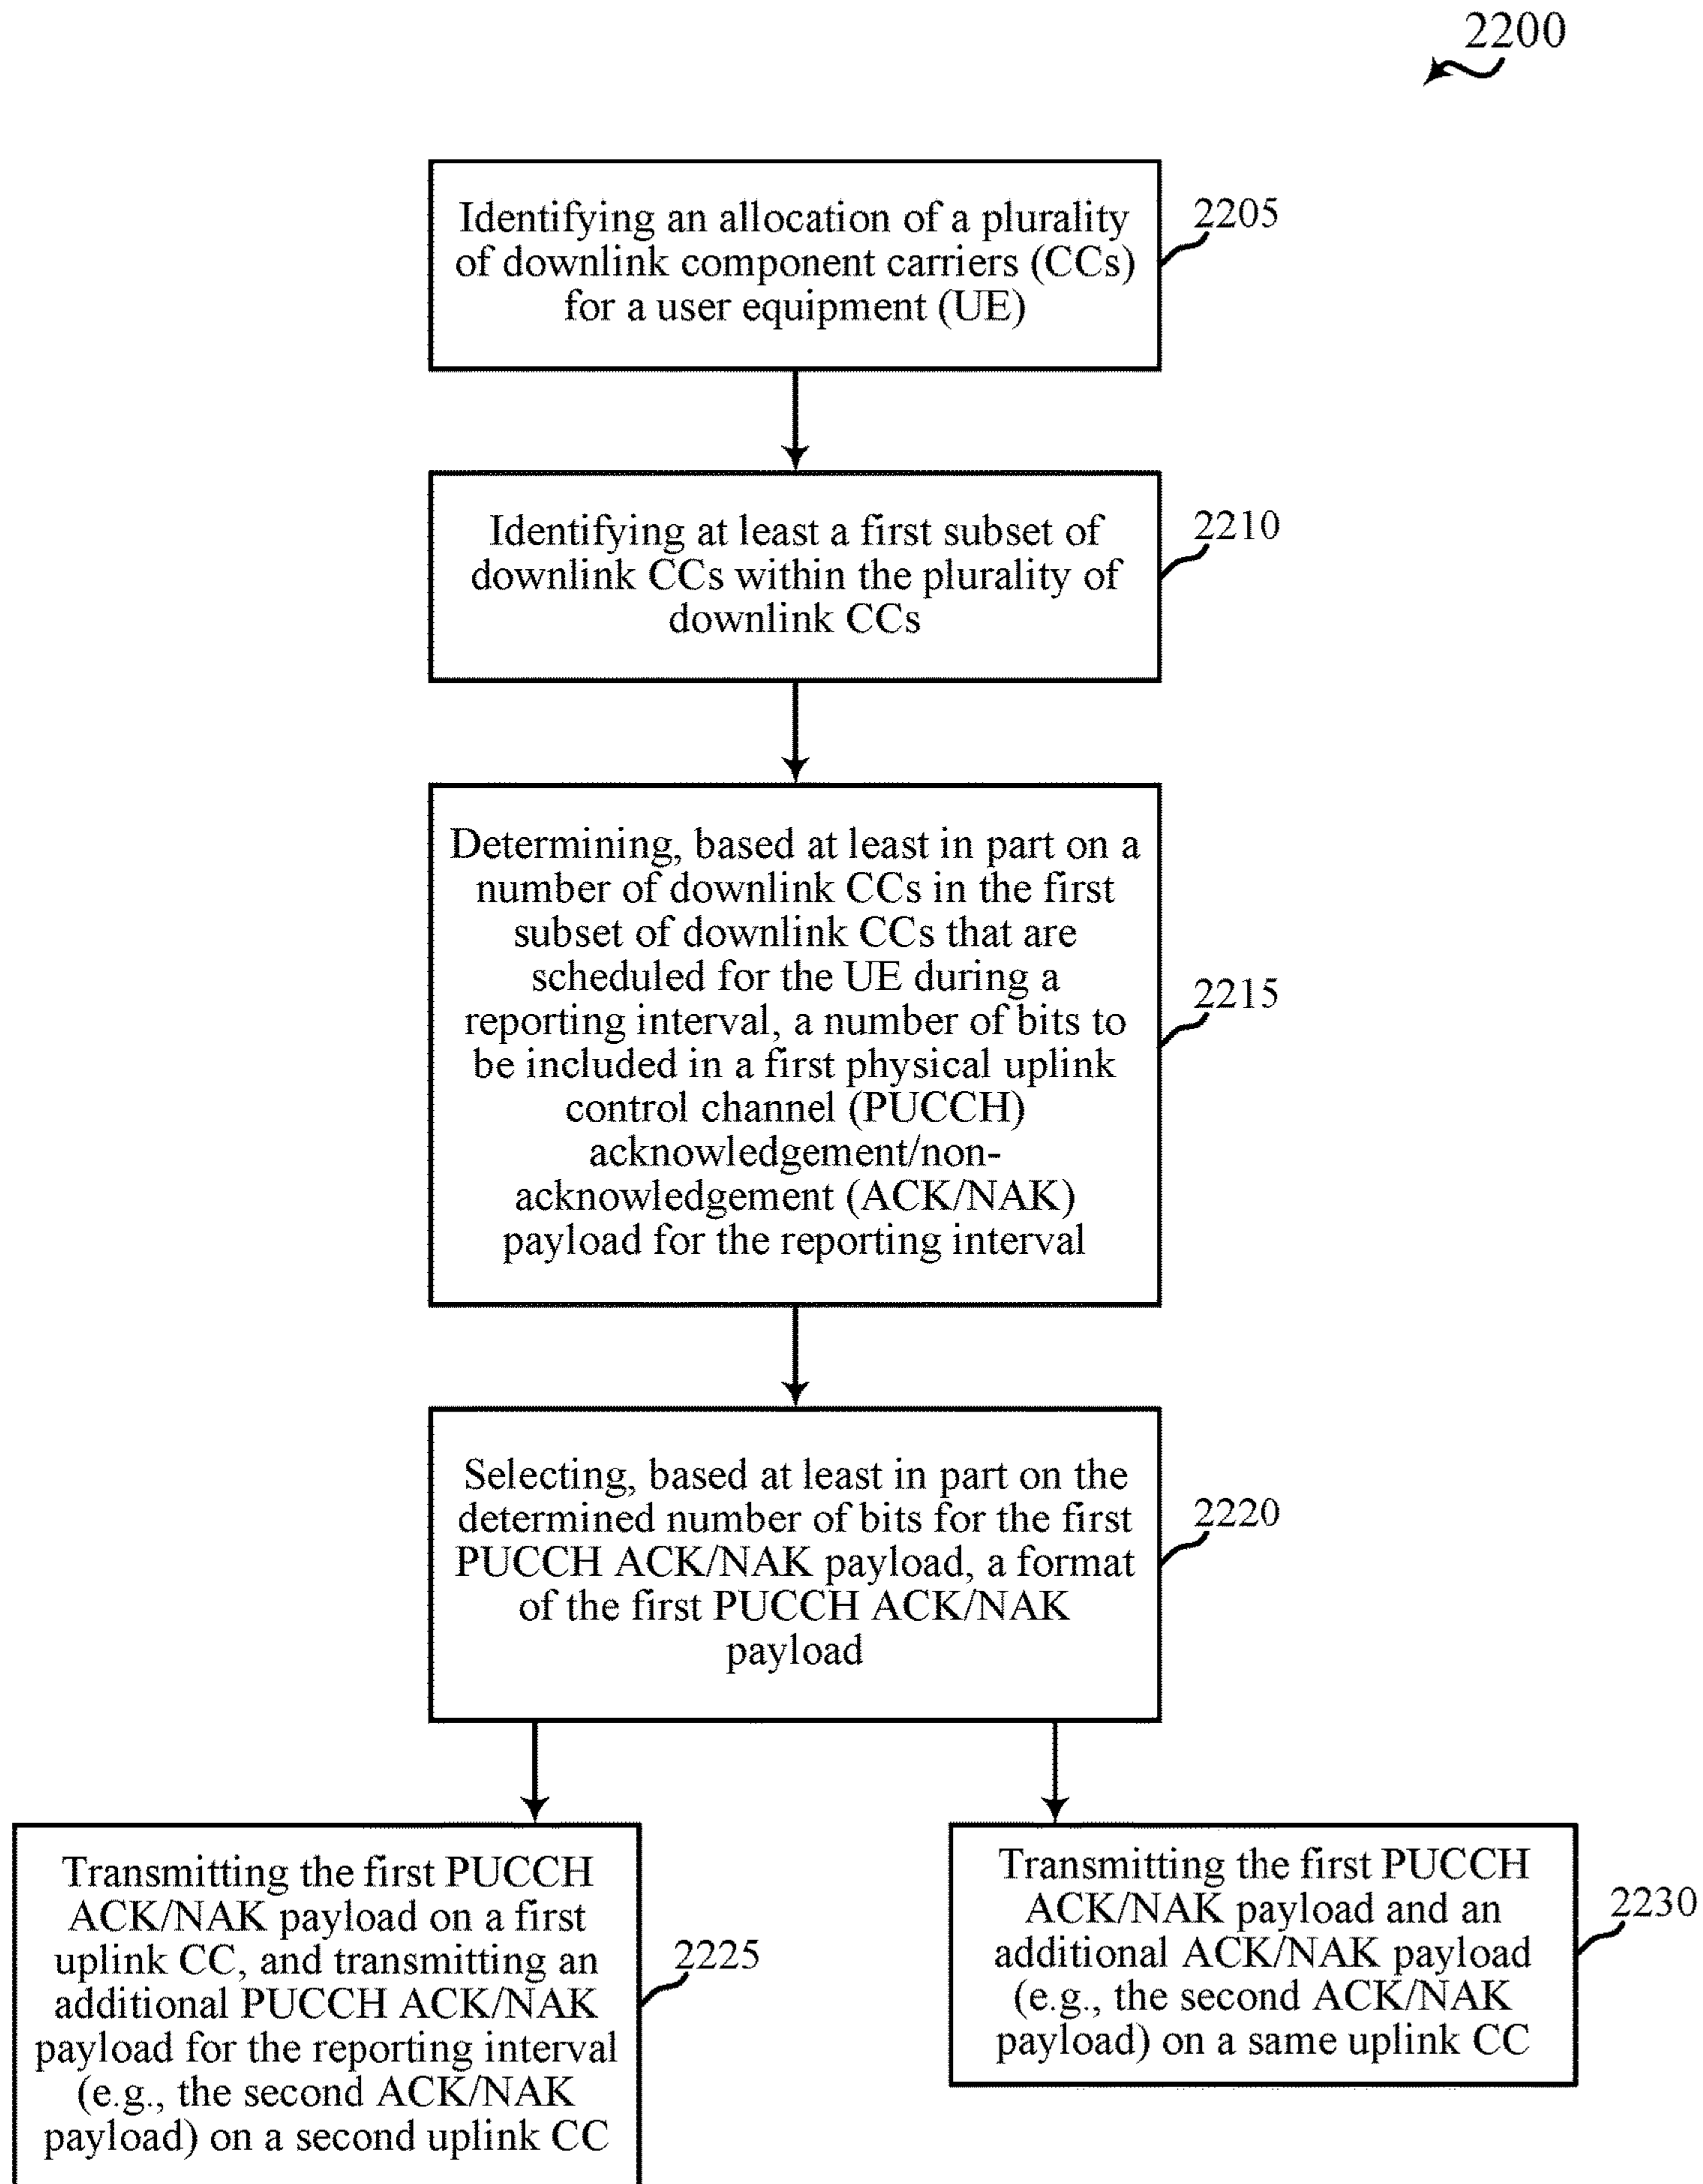 2200
Identifying an allocation of a plurality
of downlink component carriers (CCs)
for a user equipment (UE)
2205
Identifying at least a first subset of
downlink CCs within the plurality of
downlink CCs
2210
Determining, based at least in part on a
number of downlink CCs in the first
subset of downlink CCs that are
scheduled for the UE during a
reporting interval, a number of bits to
be included in a first physical uplink
control channel (PUCCH)
acknowledgement/non-
acknowledgement (ACK/NAK)
payload for the reporting interval
2215
Selecting, based at least in part on the
determined number of bits for the first
PUCCH ACK/NAK payload, a format
of the first PUCCH ACK/NAK
payload
2220
Transmitting the first PUCCH
ACK/NAK payload on a first
uplink CC, and transmitting an
additional PUCCH ACK/NAK
payload for the reporting interval
(e.g., the second ACK/NAK
payload) on a second uplink CC
2225
Transmitting the first PUCCH
ACK/NAK payload and an
additional ACK/NAK payload
(e.g., the second ACK/NAK
payload) on a same uplink CC
2230